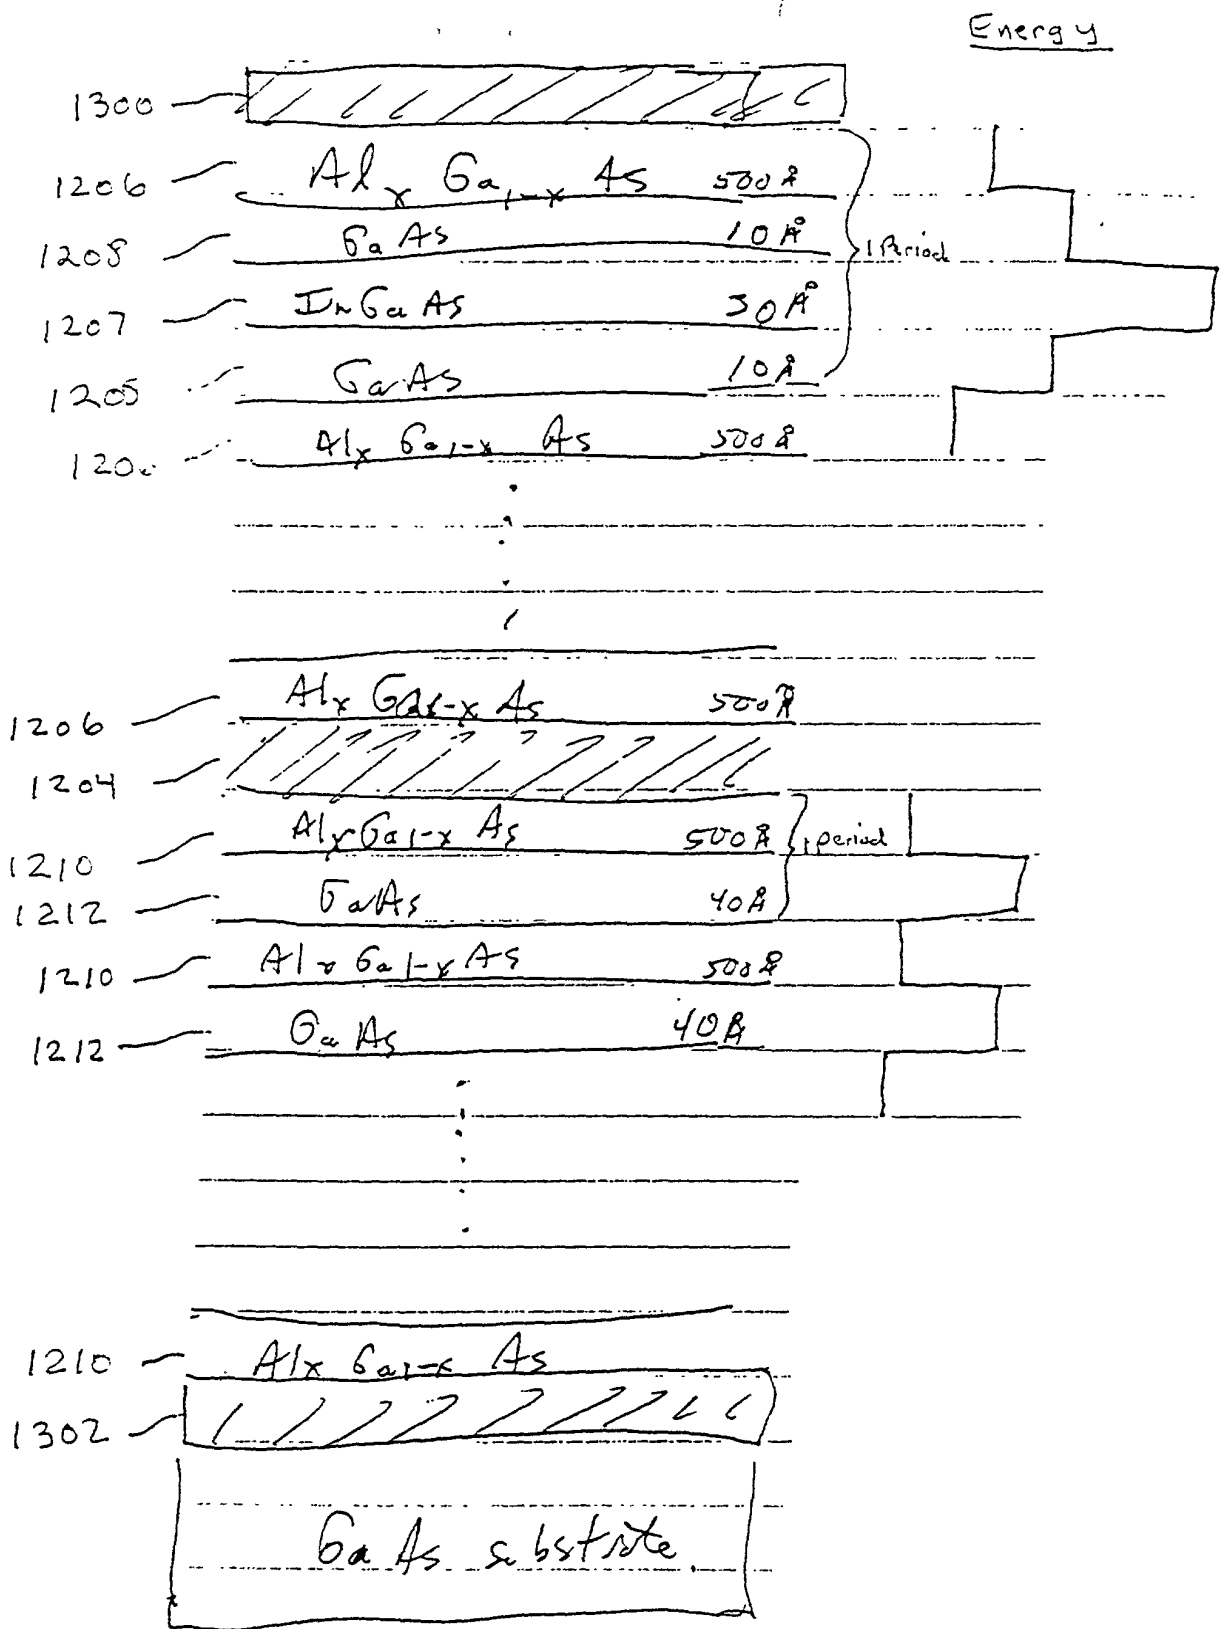 Energy
1300
1206 AlxGa1-xAs 500Å
1208 GaAs 10Å
1 Period
1207 InGaAs 30Å
1205 GaAs 10Å
AlxGa1-xAs 500Å
1206 AlxGa1-xAs 500Å
1204
1210 AlxGa1-xAs 500Å 1 period
1212 GaAs 40Å
1210 AlxGa1-xAs 500Å
1212 GaAs 40Å
1210 AlxGa1-xAs
1302
GaAs substrate